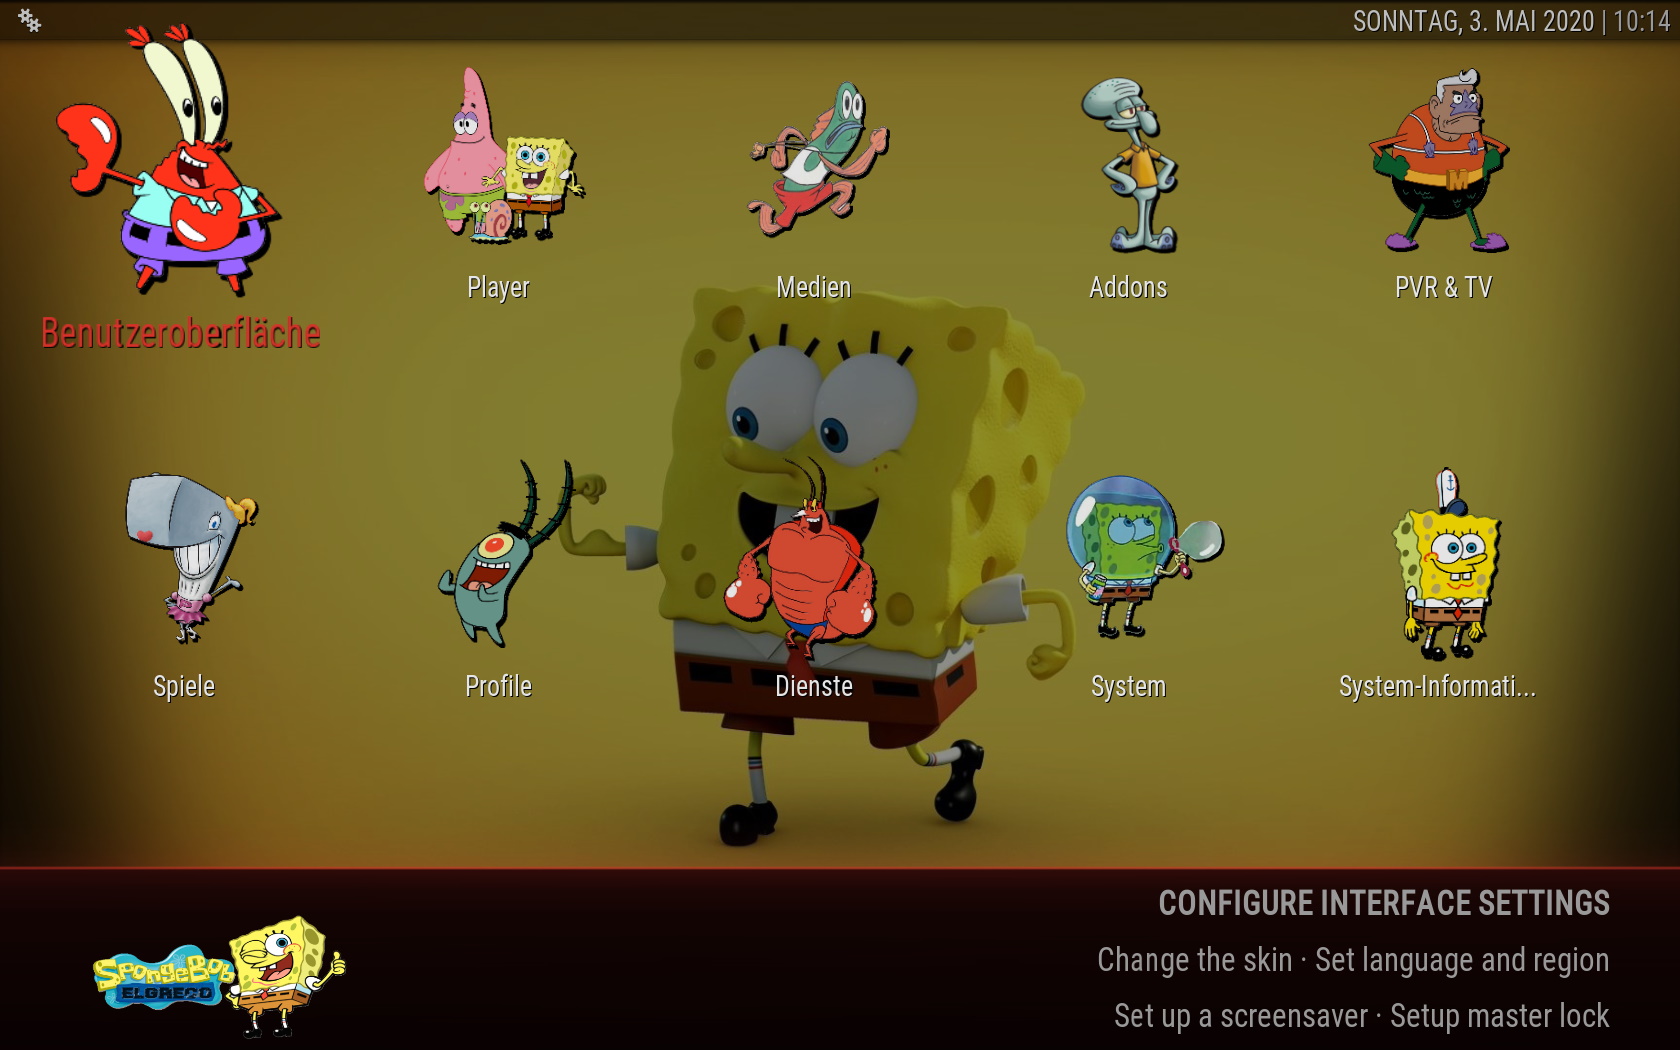 SONNTAG, 3. MAI 2020 | 10:14
Benutzeroberfläche
Player
Medien
Addons
PVR & TV
M
Spiele
Profile
Dienste
System
System-Informati...
SpongeBob
ELGRECO
CONFIGURE INTERFACE SETTINGS
Change the skin · Set language and region
Set up a screensaver · Setup master lock